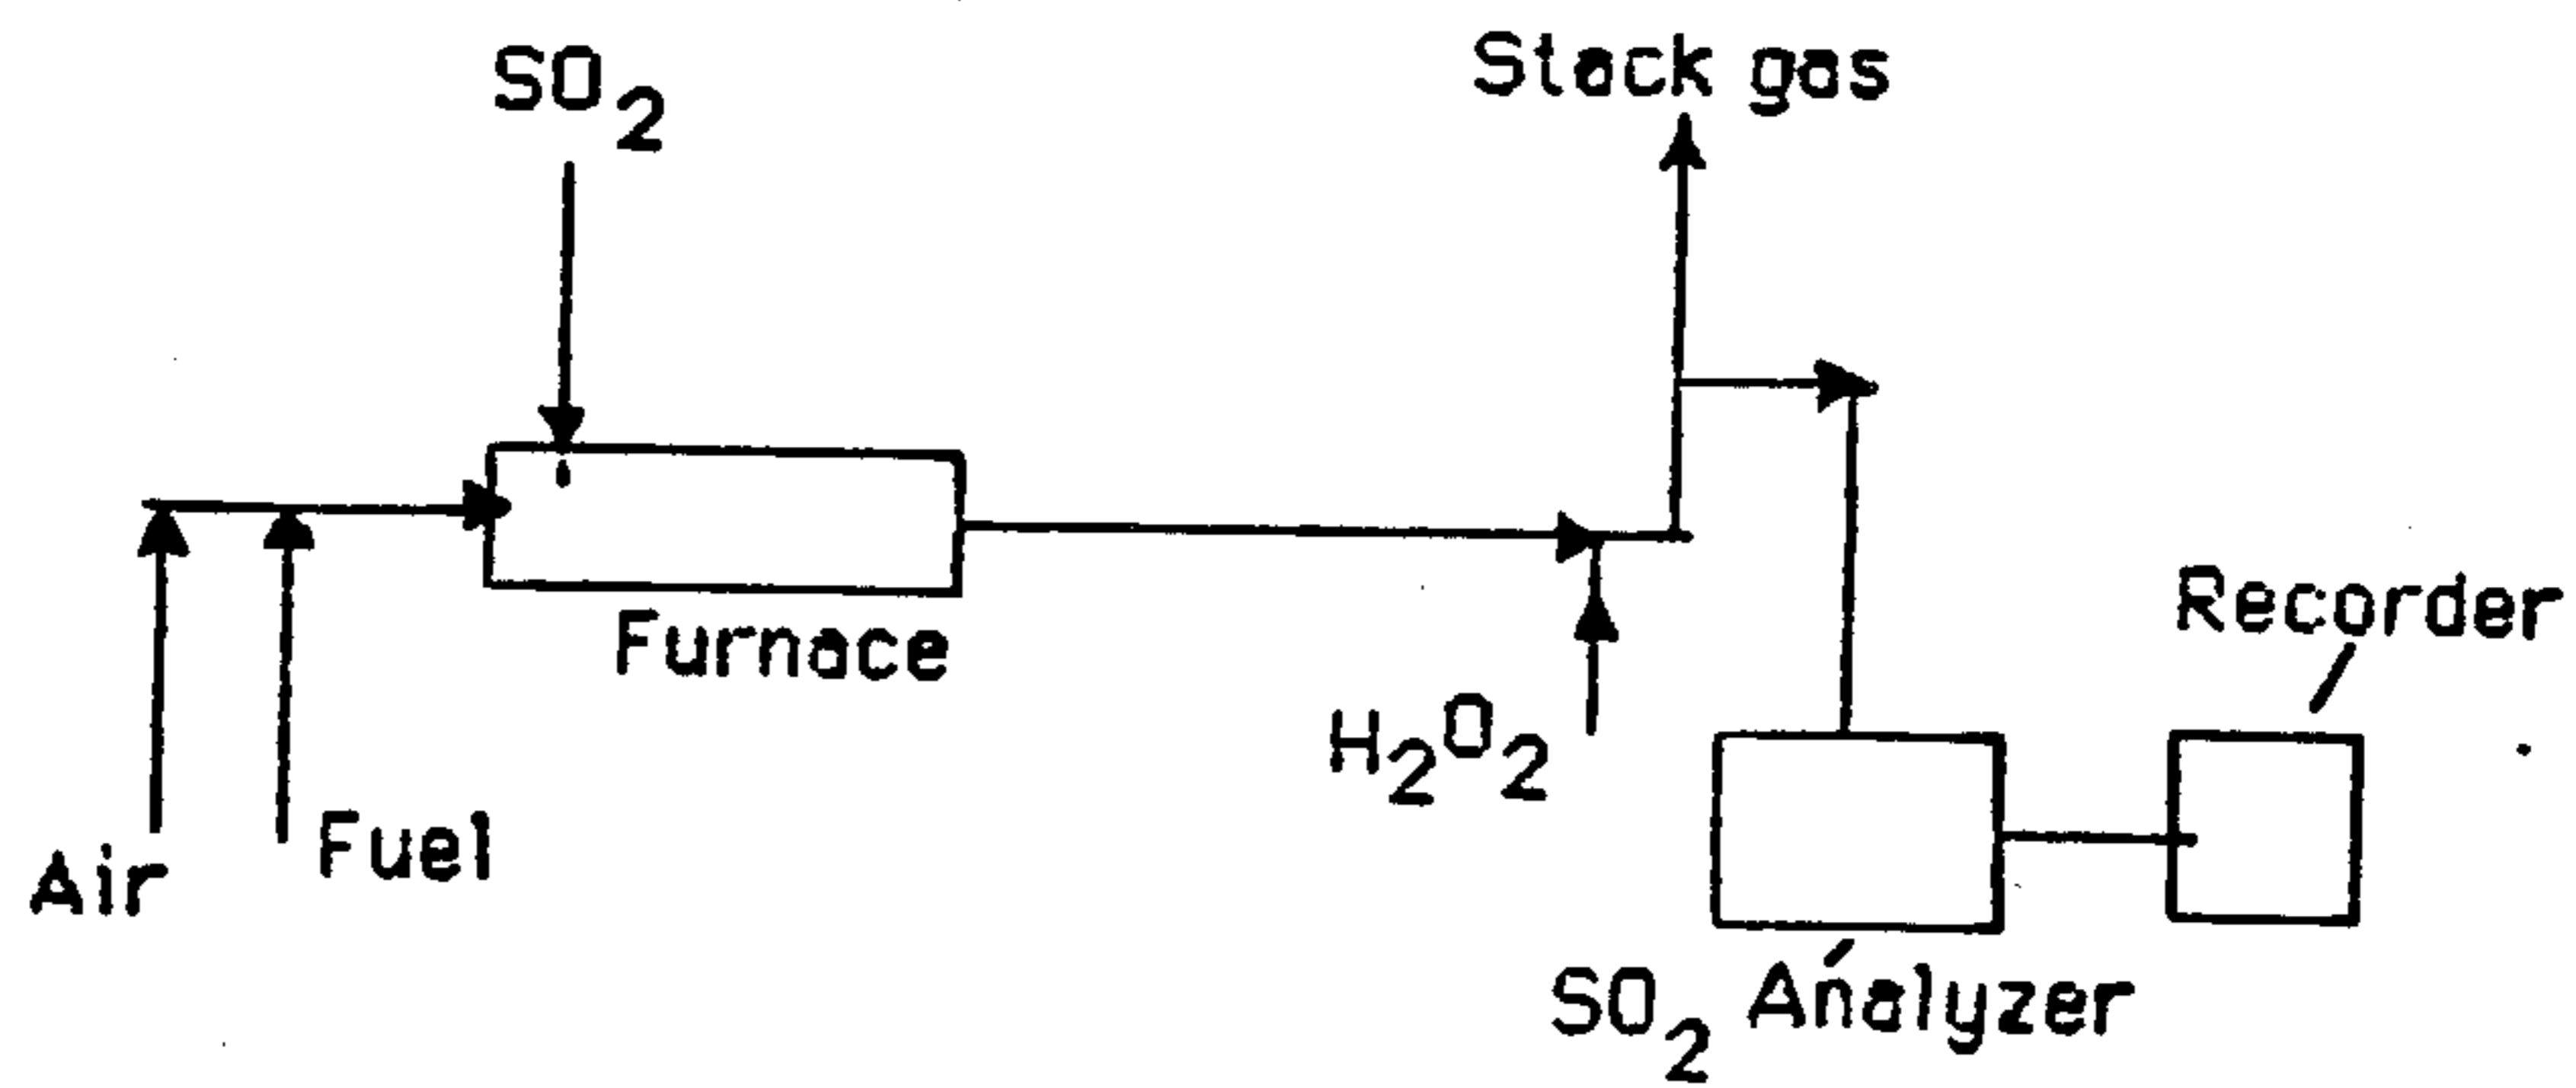 SO2
Stack gas
Furnace
Recorder
H2O2
Fuel
Air
SO2 Analyzer